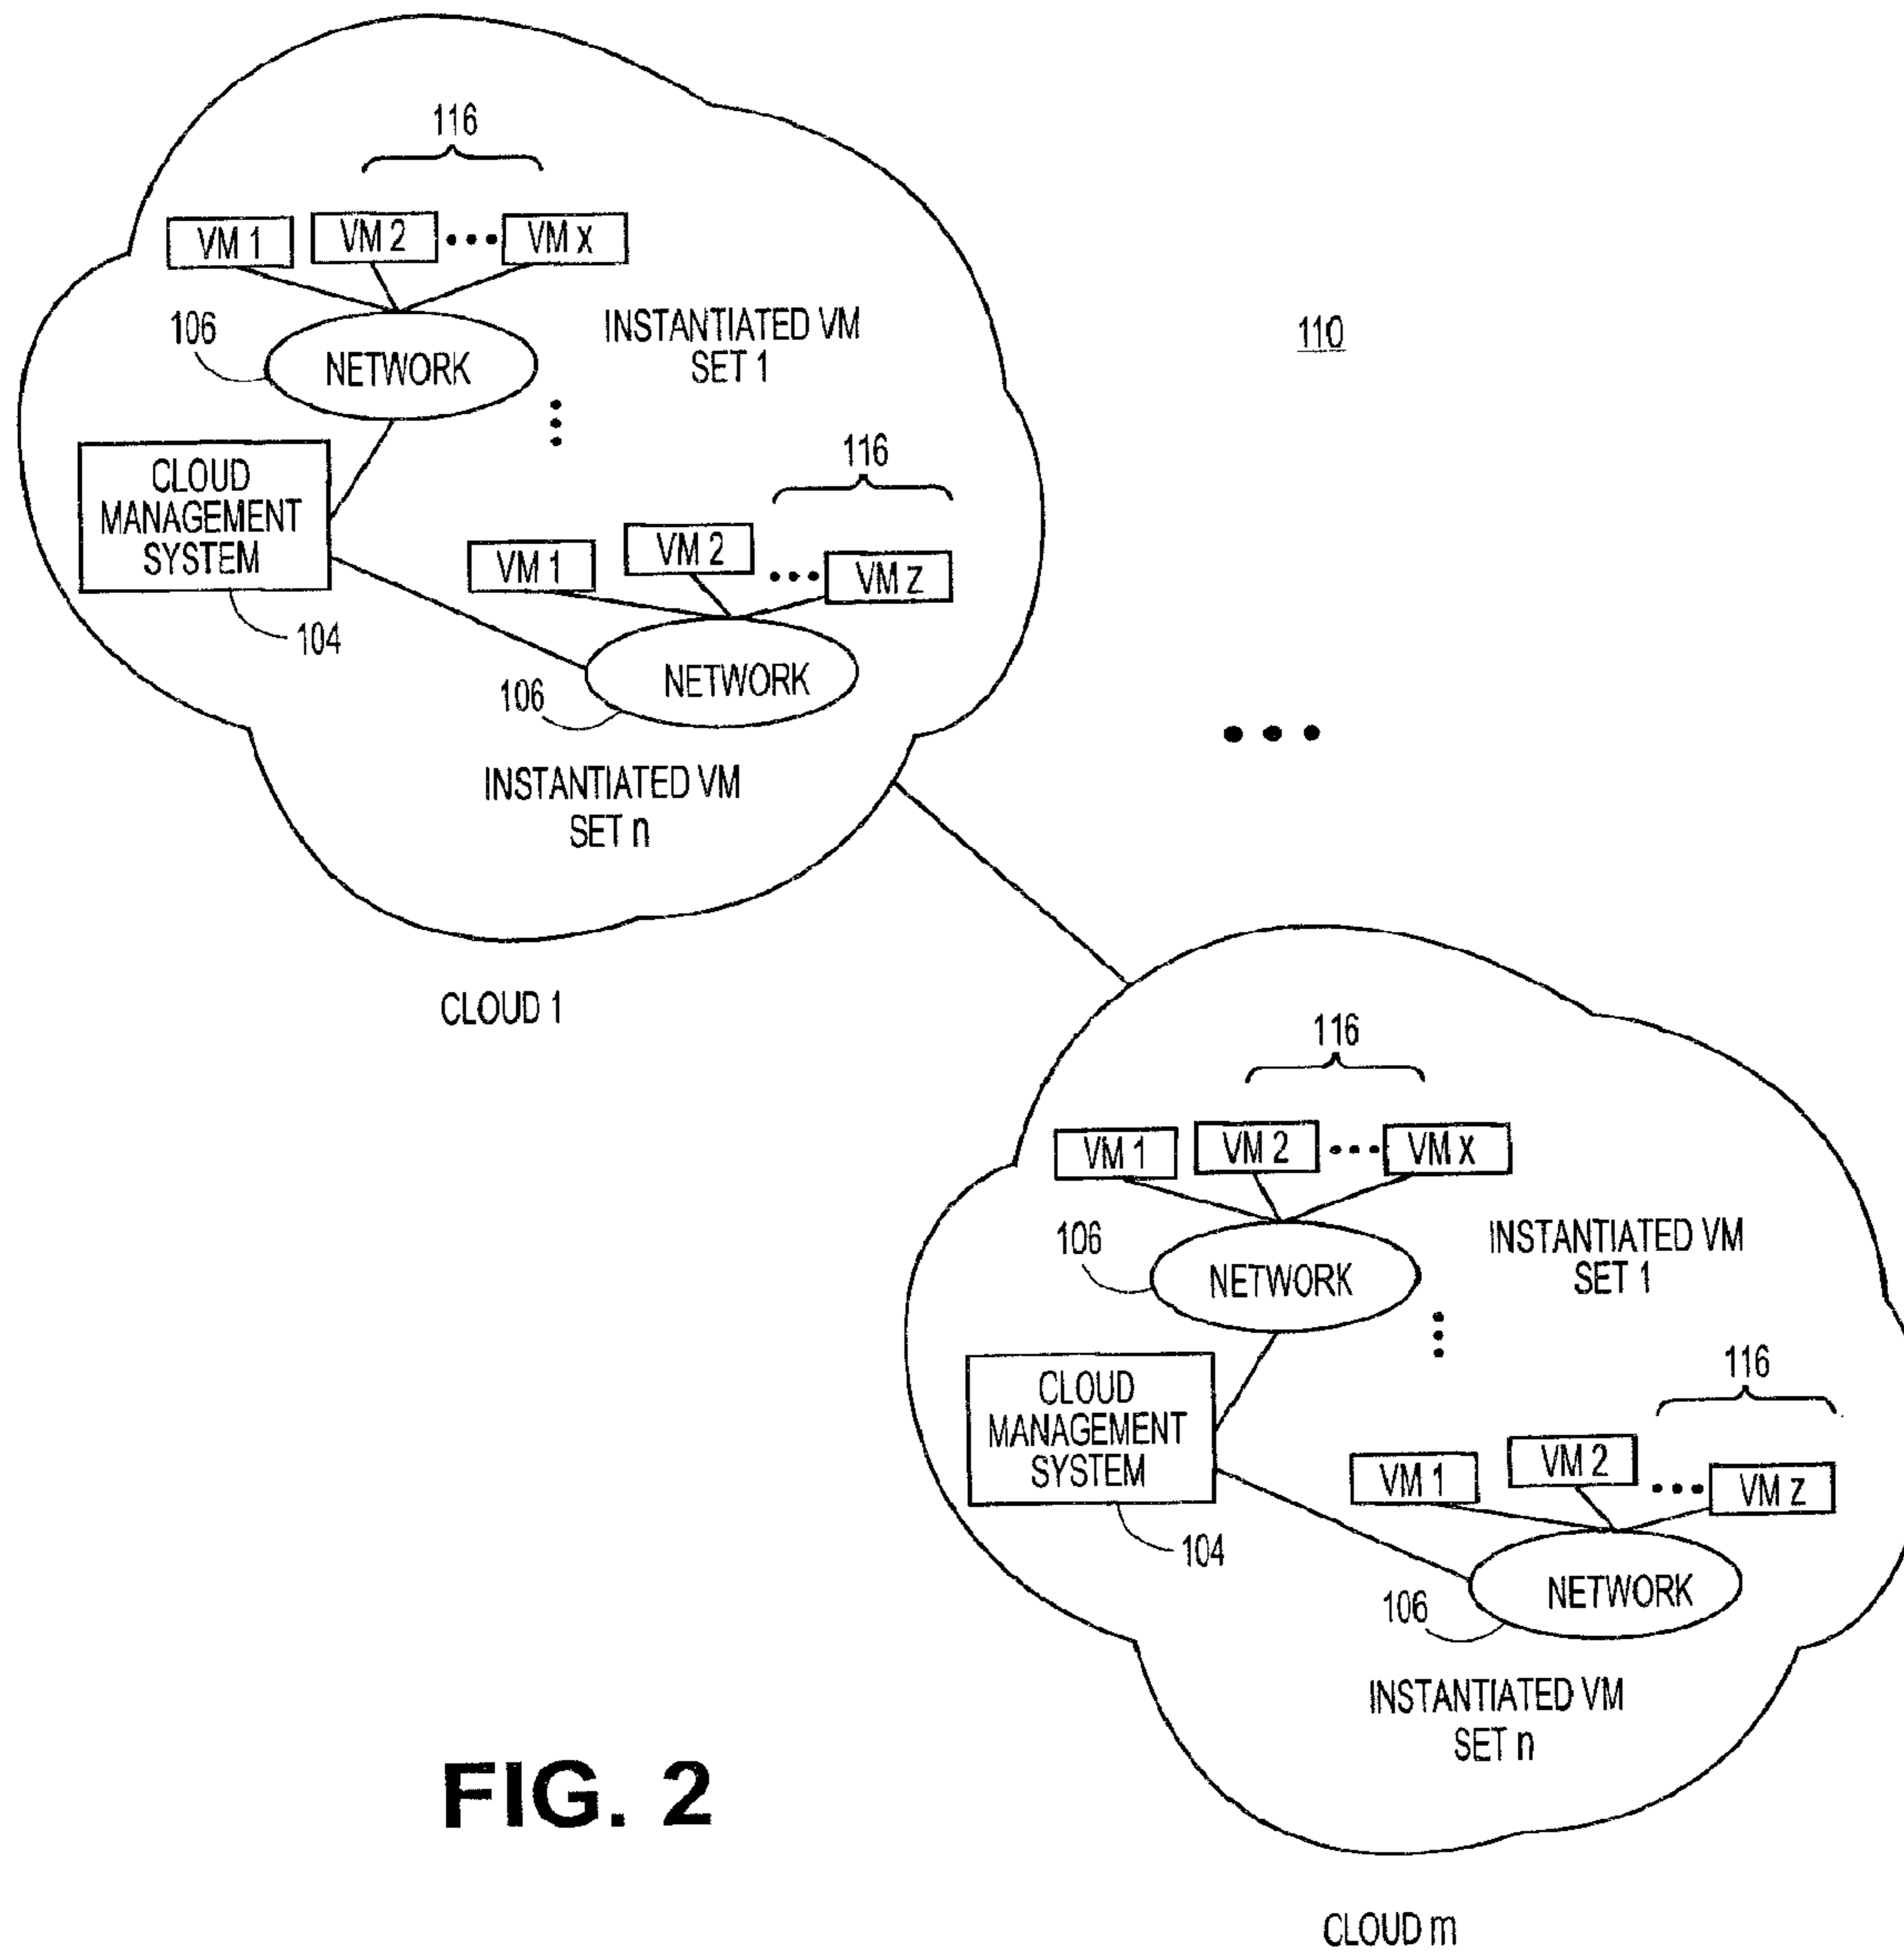 116
VM 1
VM 2
VM X
106
NETWORK
INSTANTIATED VM
SET 1
110
CLOUD
MANAGEMENT
SYSTEM
104
116
VM 1
VM 2
VM Z
106
NETWORK
INSTANTIATED VM
SET n
CLOUD 1
116
VM 1
VM 2
VM X
106
NETWORK
INSTANTIATED VM
SET 1
CLOUD
MANAGEMENT
SYSTEM
104
116
VM 1
VM 2
VM Z
106
NETWORK
INSTANTIATED VM
SET n
FIG. 2
CLOUD m